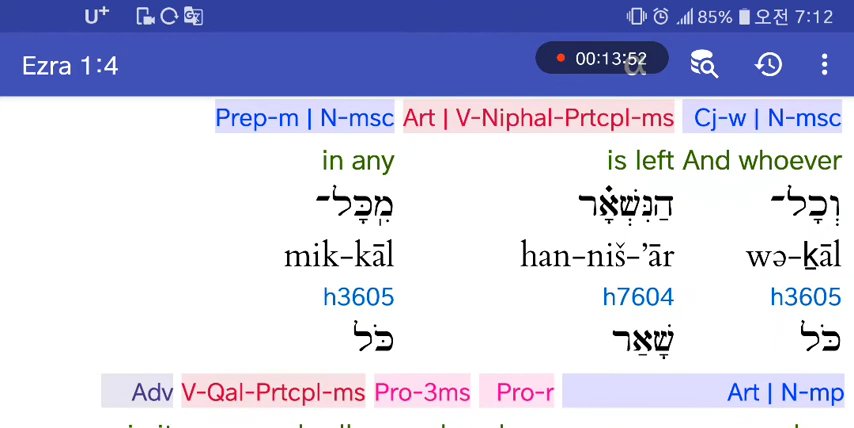 U+ 85% 오전 7:12
Ezra 1:4 00:13:52
Prep-m | N-msc Art | V-Niphal-Prtcpl-ms Cj-w | N-msc
in any is left And whoever
וְכָל־ הַנִּשְׁאָ֗ר מִֽכָּל־
mik-kāl han-niš-’ār wə-ḵāl
h3605 h7604 h3605
כֹּל שָׁאַר כֹּל
Adv V-Qal-Prtcpl-ms Pro-3ms Pro-r Art | N-mp